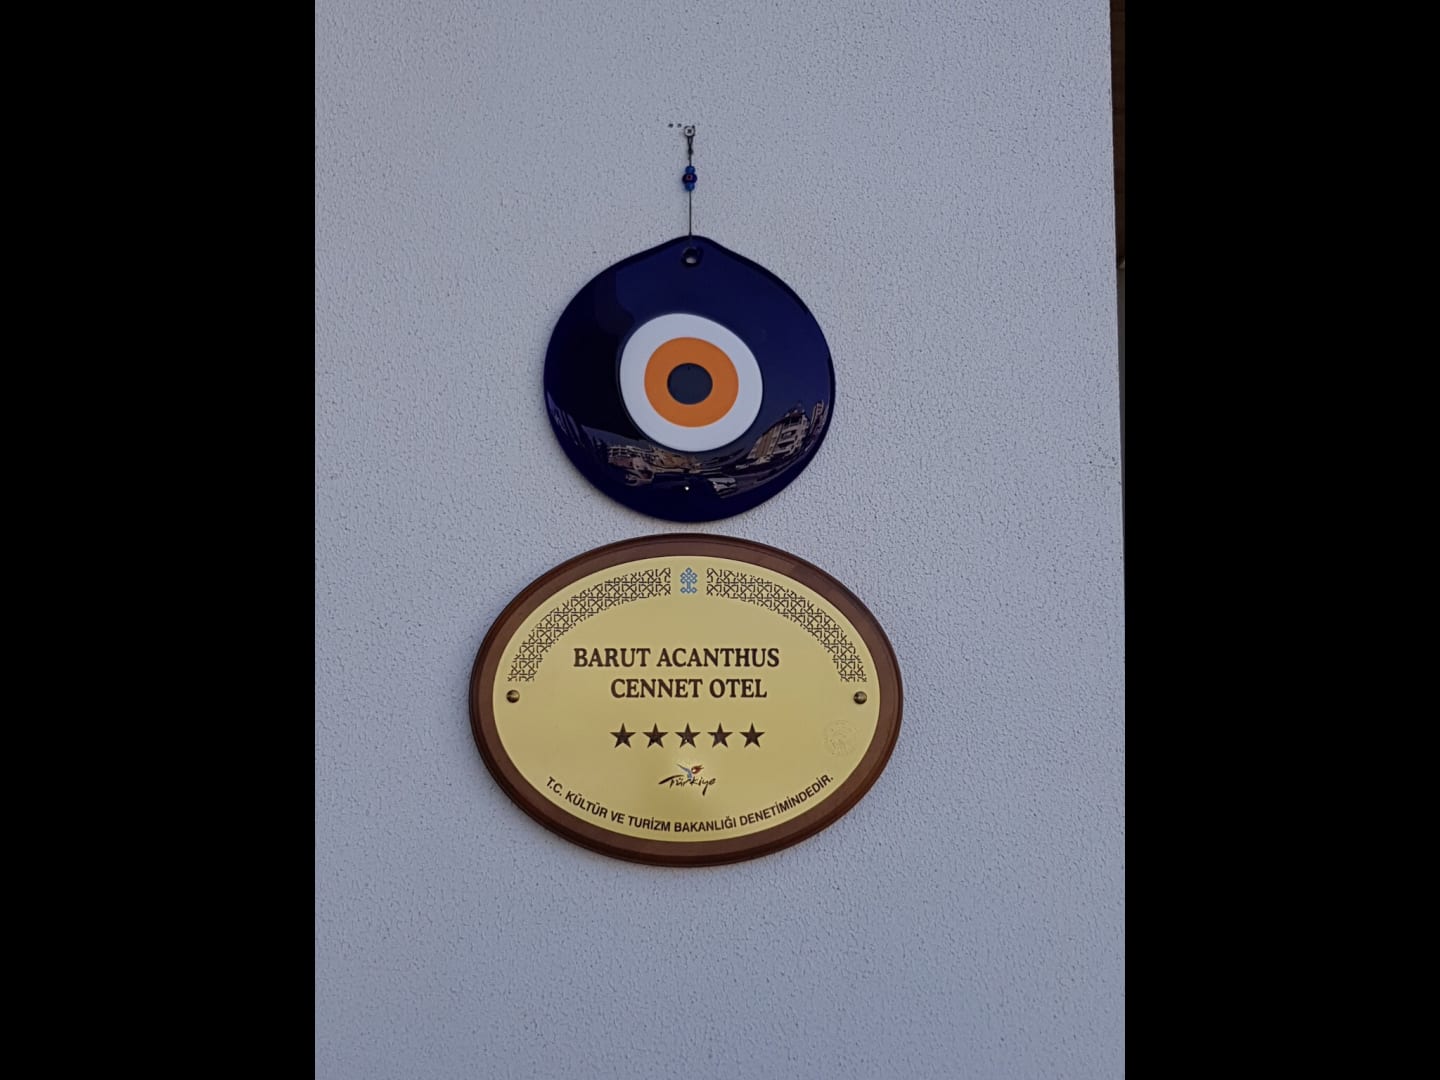 BARUT ACANTHUS
CENNET OTEL
Türkiye
T.C. KÜLTÜR VE TURİZM BAKANLIĞI DENETİMİNDEDİR.